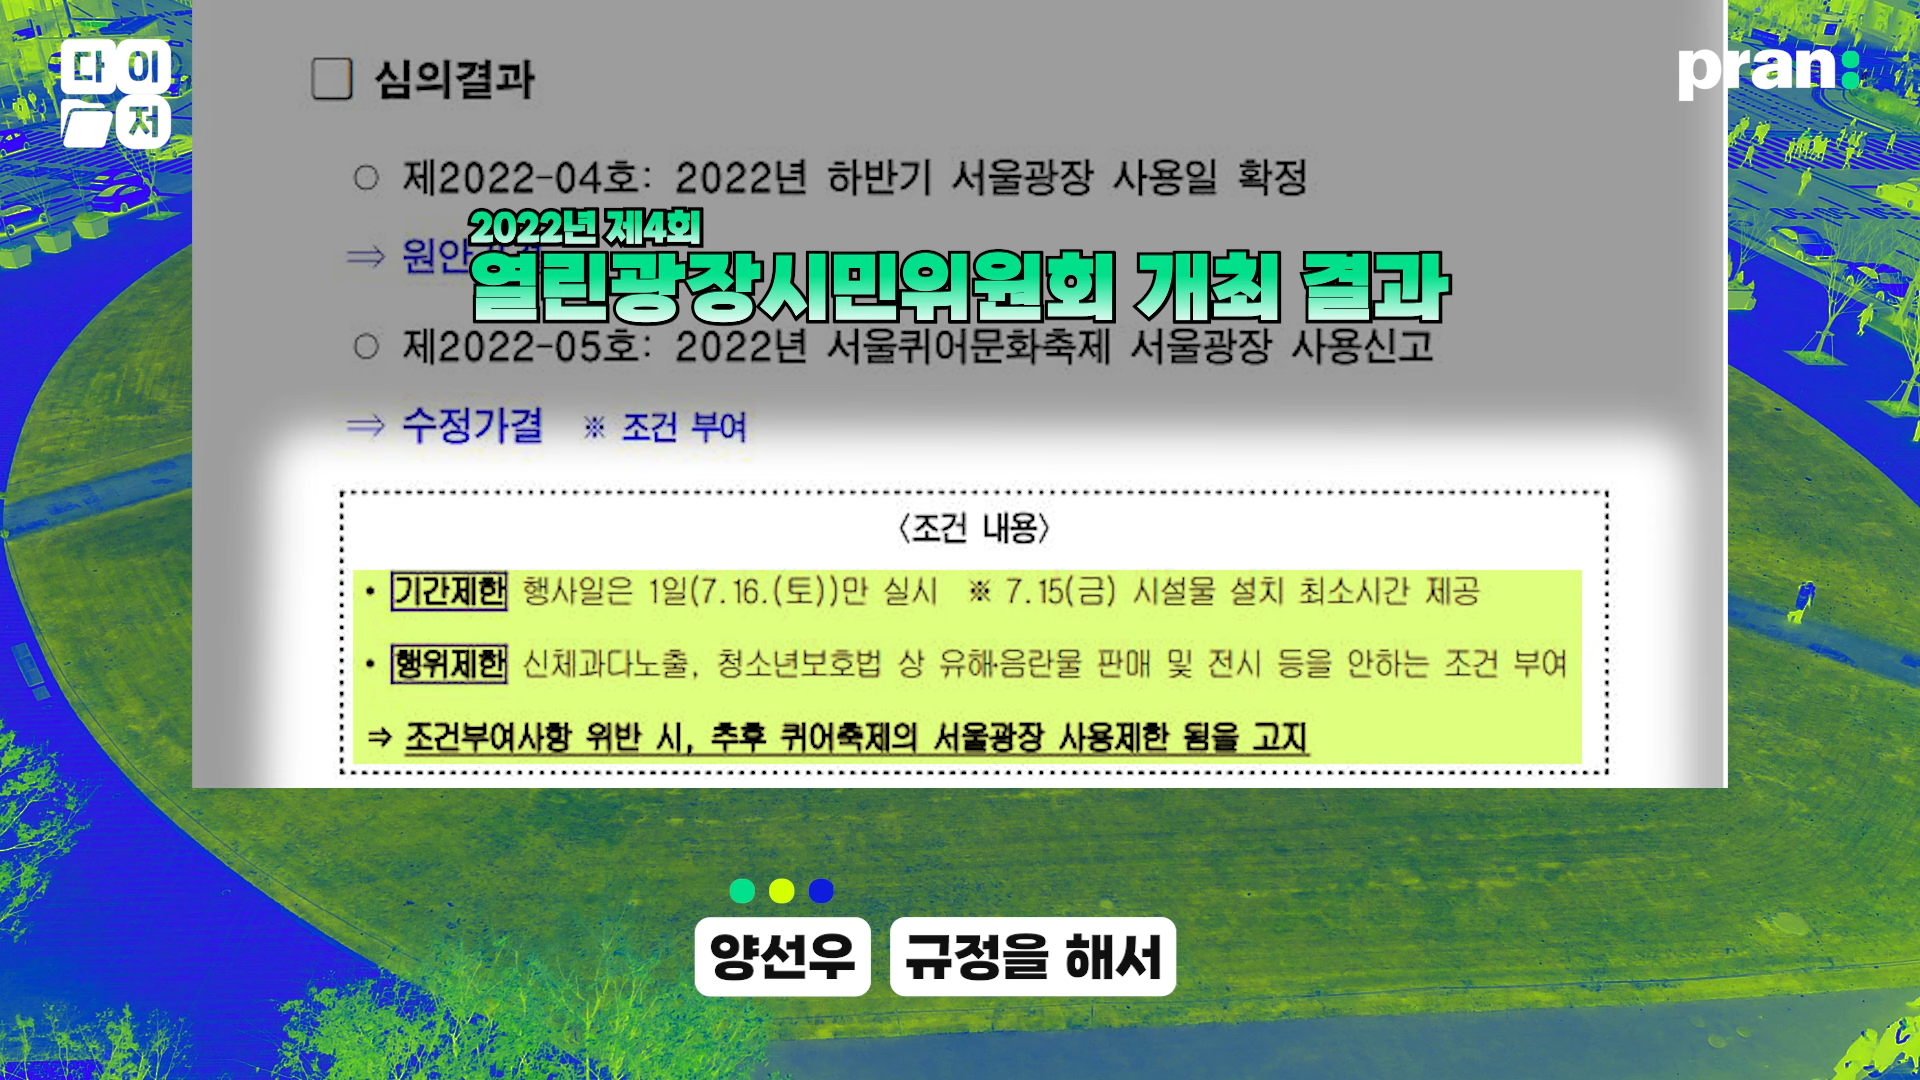 다이
저
pran:
심의결과
○ 제2022-04호: 2022년 하반기 서울광장 사용일 확정
⇒ 원안
2022년 제4회
열린광장시민위원회 개최 결과
○ 제2022-05호: 2022년 서울퀴어문화축제 서울광장 사용신고
⇒ 수정가결 ※ 조건 부여
〈조건 내용〉
• 기간제한 행사일은 1일(7.16.(토))만 실시 ※ 7.15(금) 시설물 설치 최소시간 제공
• 행위제한 신체과다노출, 청소년보호법 상 유해·음란물 판매 및 전시 등을 안하는 조건 부여
⇒ 조건부여사항 위반 시, 추후 퀴어축제의 서울광장 사용제한 됨을 고지
양선우 규정을 해서